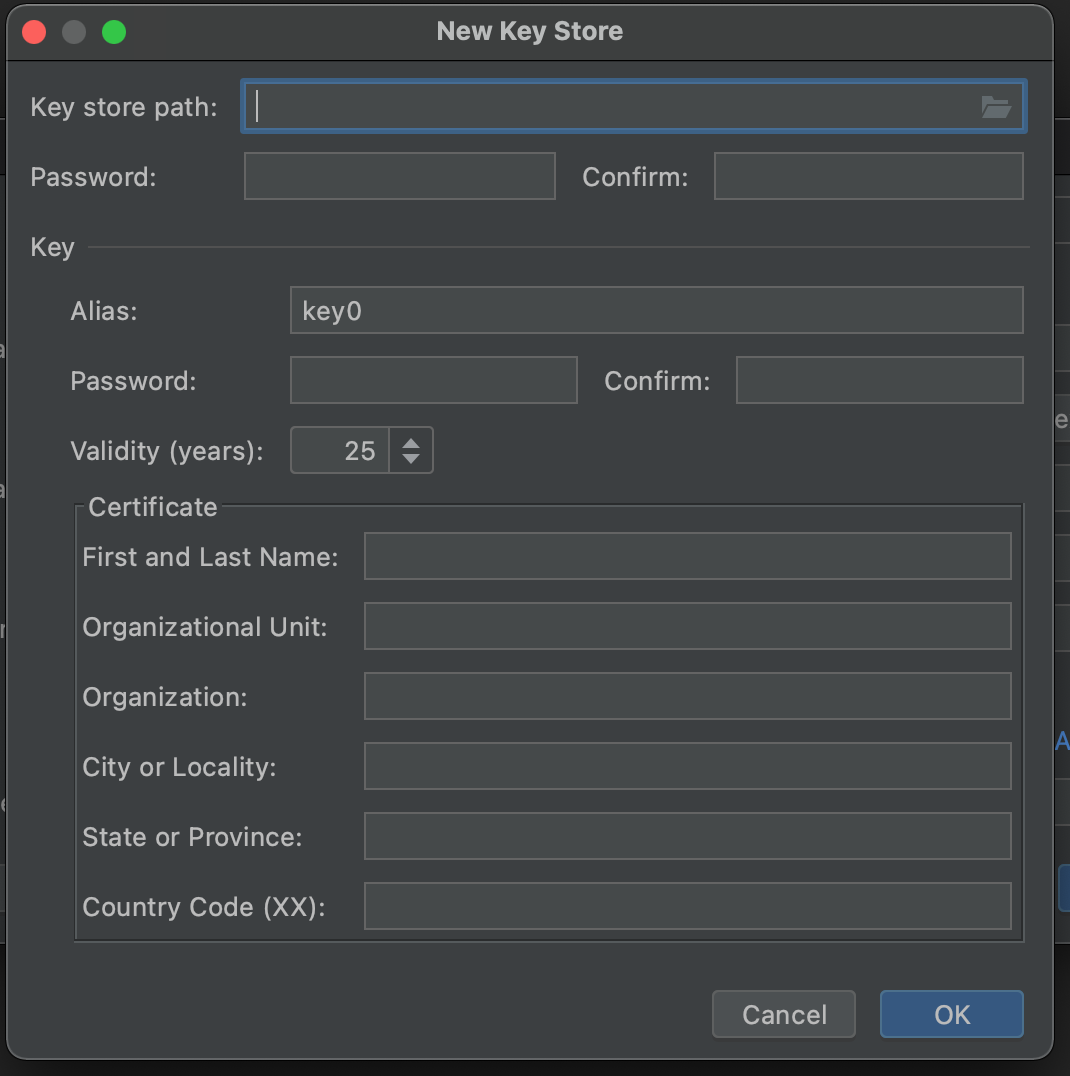 New Key Store
Key store path:
Password: Confirm:
Key
Alias: key0
Password: Confirm:
Validity (years): 25
Certificate
First and Last Name:
Organizational Unit:
Organization:
City or Locality:
State or Province:
Country Code (XX):
Cancel OK